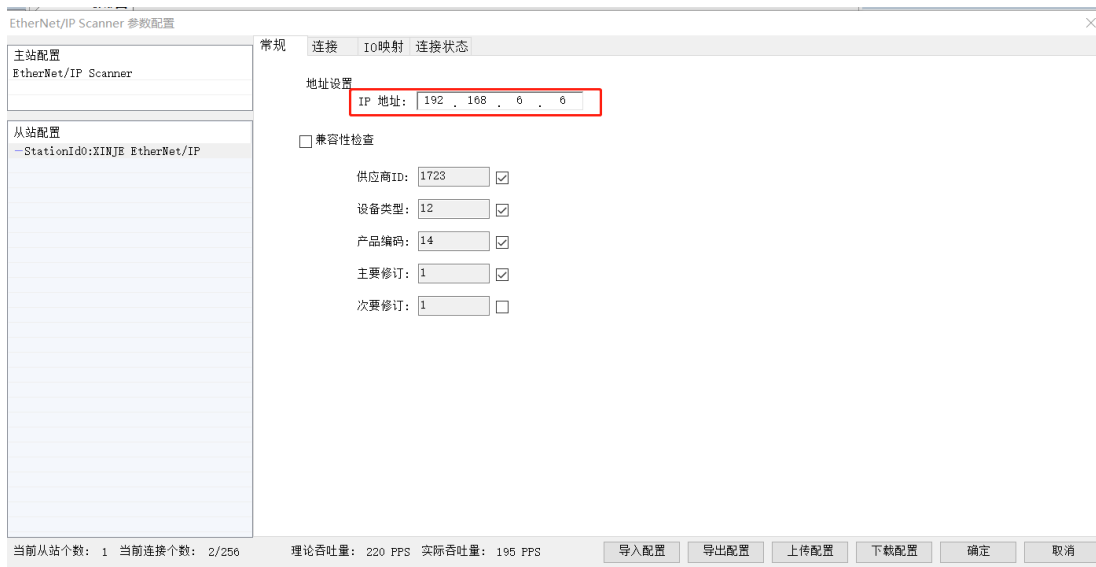 EtherNet/IP Scanner 参数配置
主站配置
EtherNet/IP Scanner
从站配置
StationId0:XINJE EtherNet/IP
常规 连接 IO映射 连接状态
地址设置
IP 地址: 192 . 168 . 6 . 6
兼容性检查
供应商ID: 1723
设备类型: 12
产品编码: 14
主要修订: 1
次要修订: 1
当前从站个数: 1 当前连接个数: 2/256 理论吞吐量: 220 PPS 实际吞吐量: 195 PPS 导入配置 导出配置 上传配置 下载配置 确定 取消